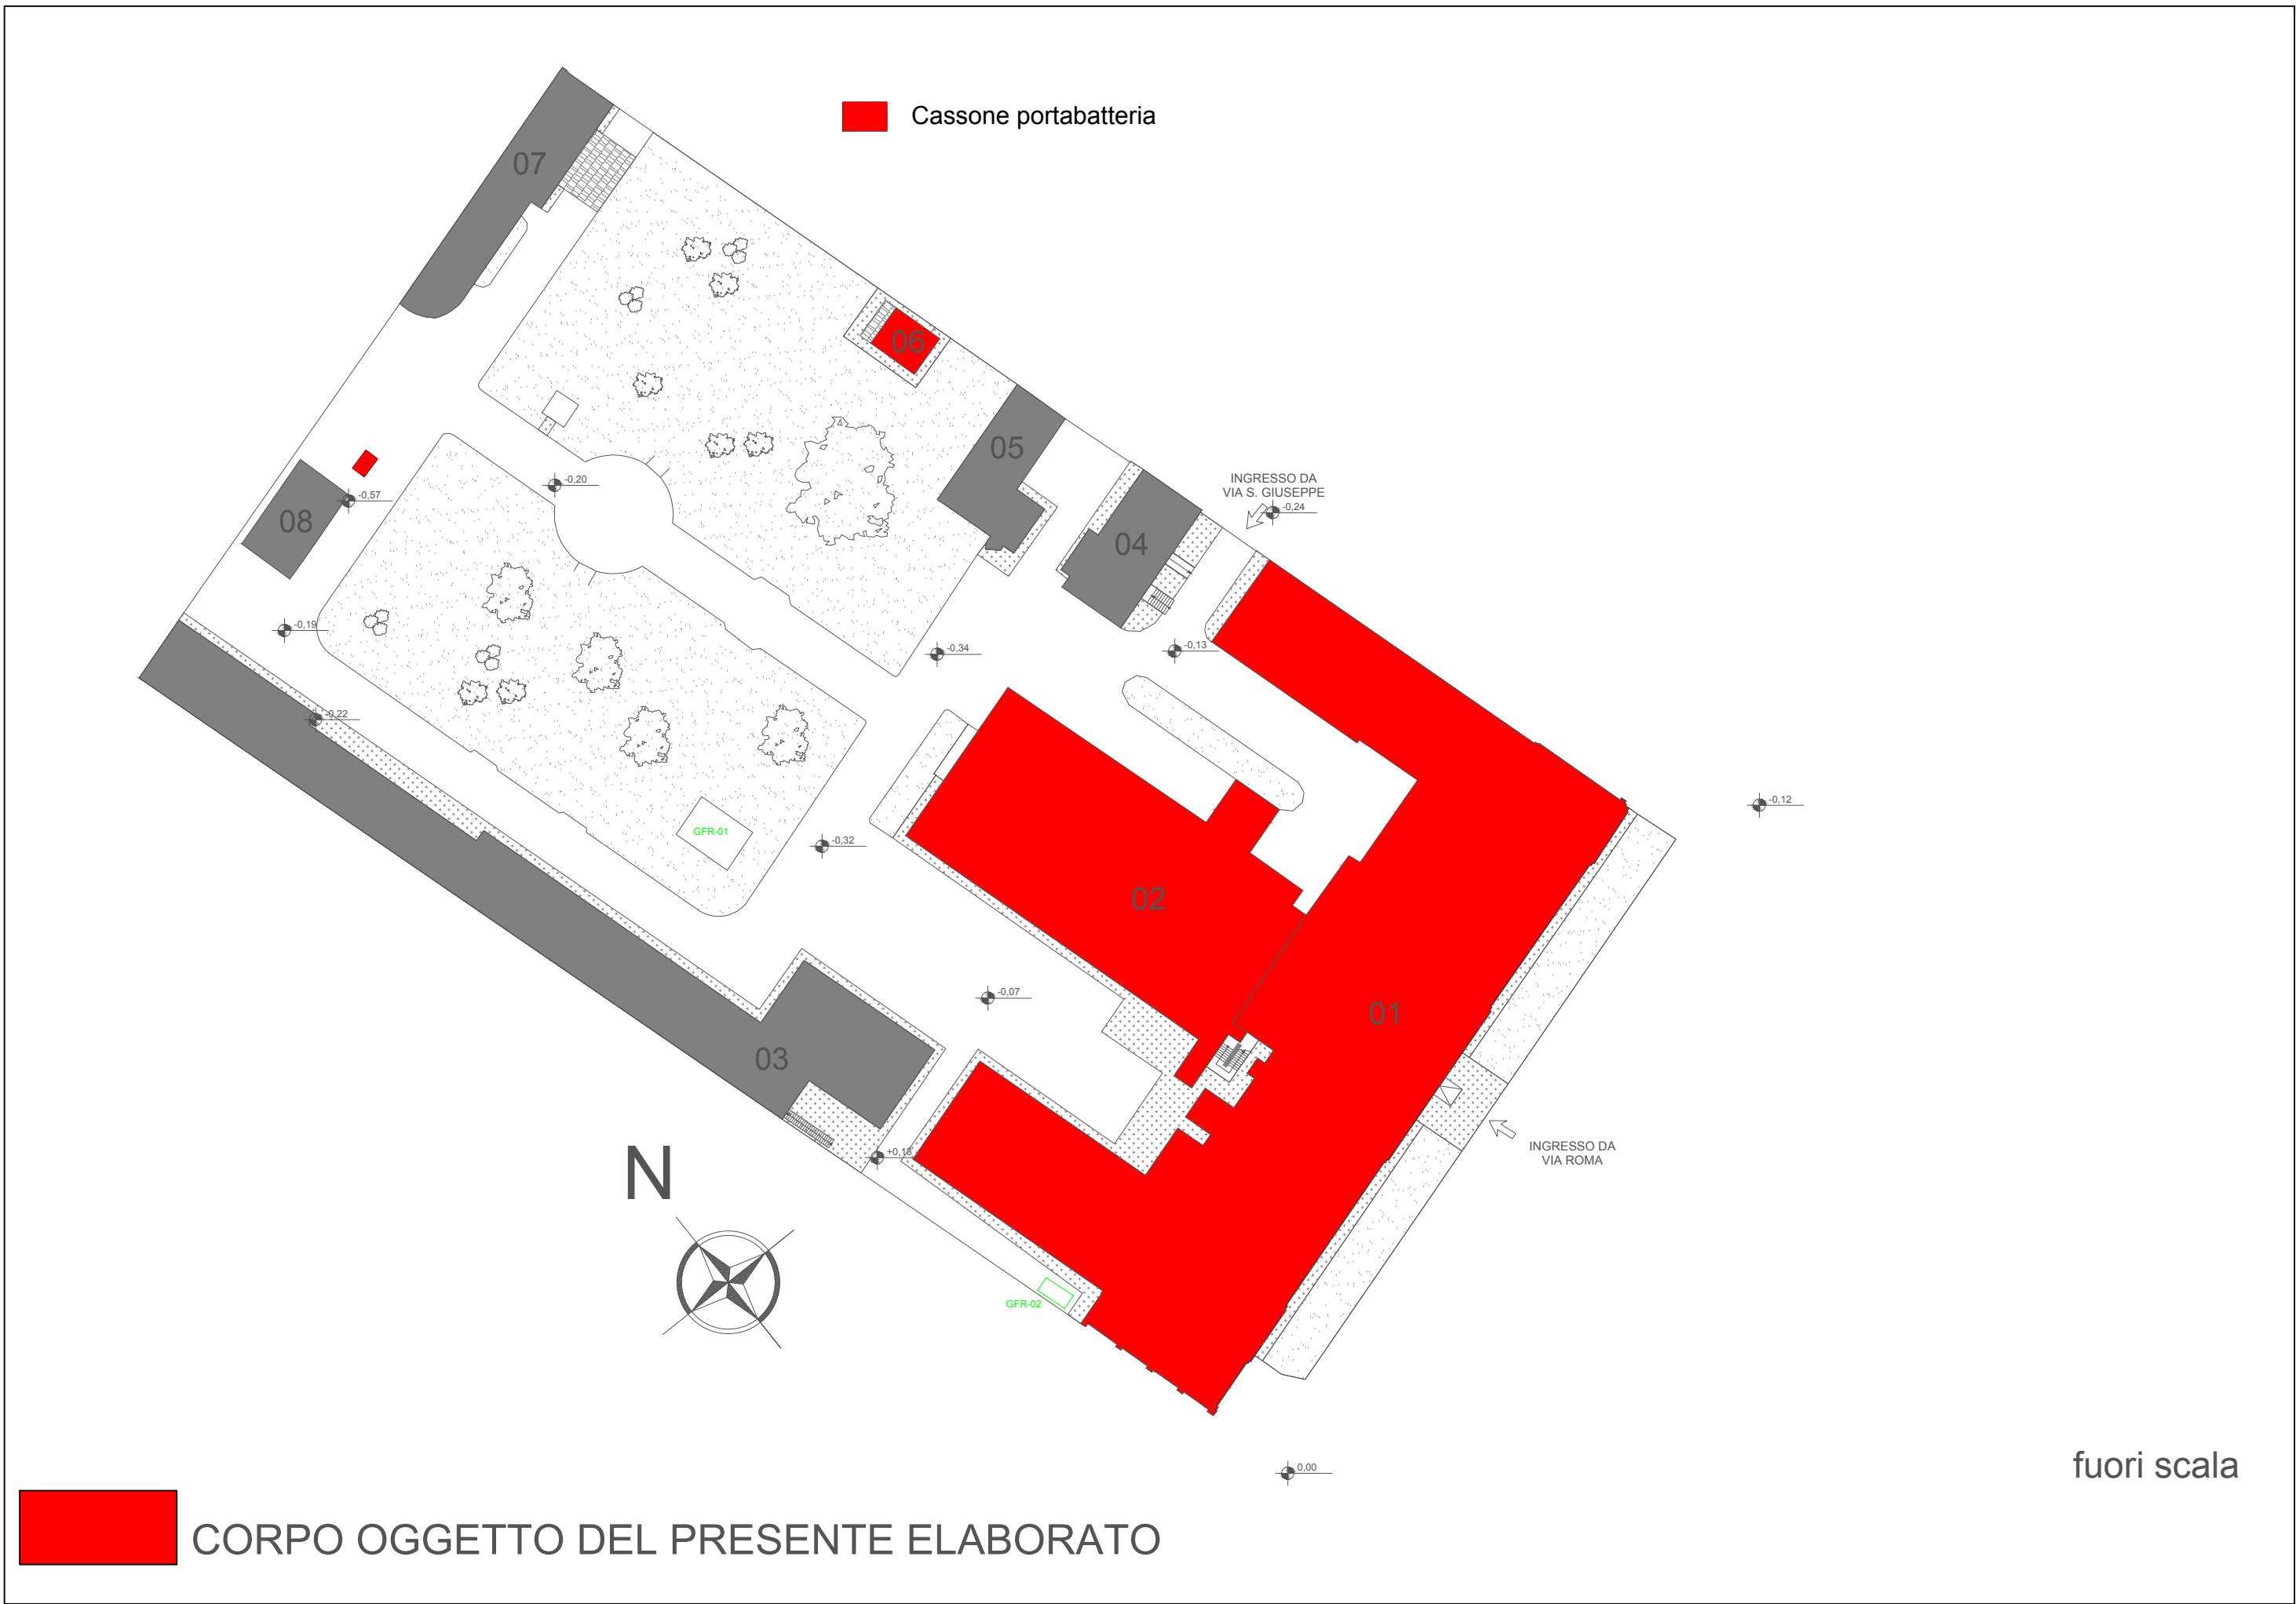 Cassone portabatteria
07
06
05
INGRESSO DA
VIA S. GIUSEPPE
-0,24
-0,20
-0,57
08
04
-0,19
-0,34
-0,13
-0,22
-0,12
GFR-01
-0,32
02
-0,07
01
03
N
+0,18
INGRESSO DA
VIA ROMA
GFR-02
0,00
fuori scala
CORPO OGGETTO DEL PRESENTE ELABORATO